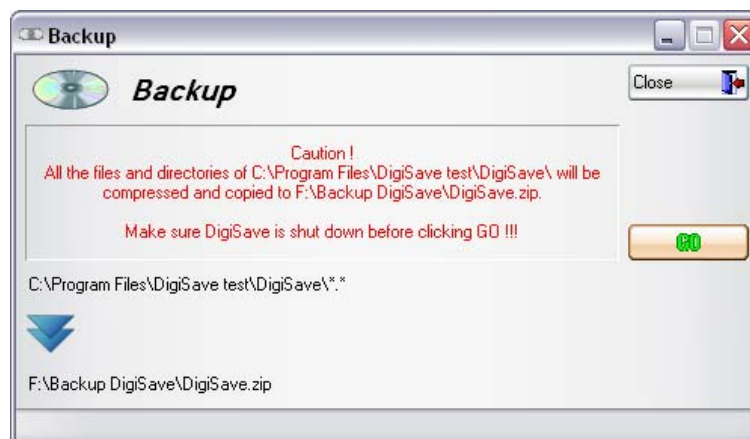 Backup
Backup
Close
Caution !
All the files and directories of C:\Program Files\DigiSave test\DigiSave\ will be
compressed and copied to F:\Backup DigiSave\DigiSave.zip.
Make sure DigiSave is shut down before clicking GO !!!
GO
C:\Program Files\DigiSave test\DigiSave\*.*
F:\Backup DigiSave\DigiSave.zip